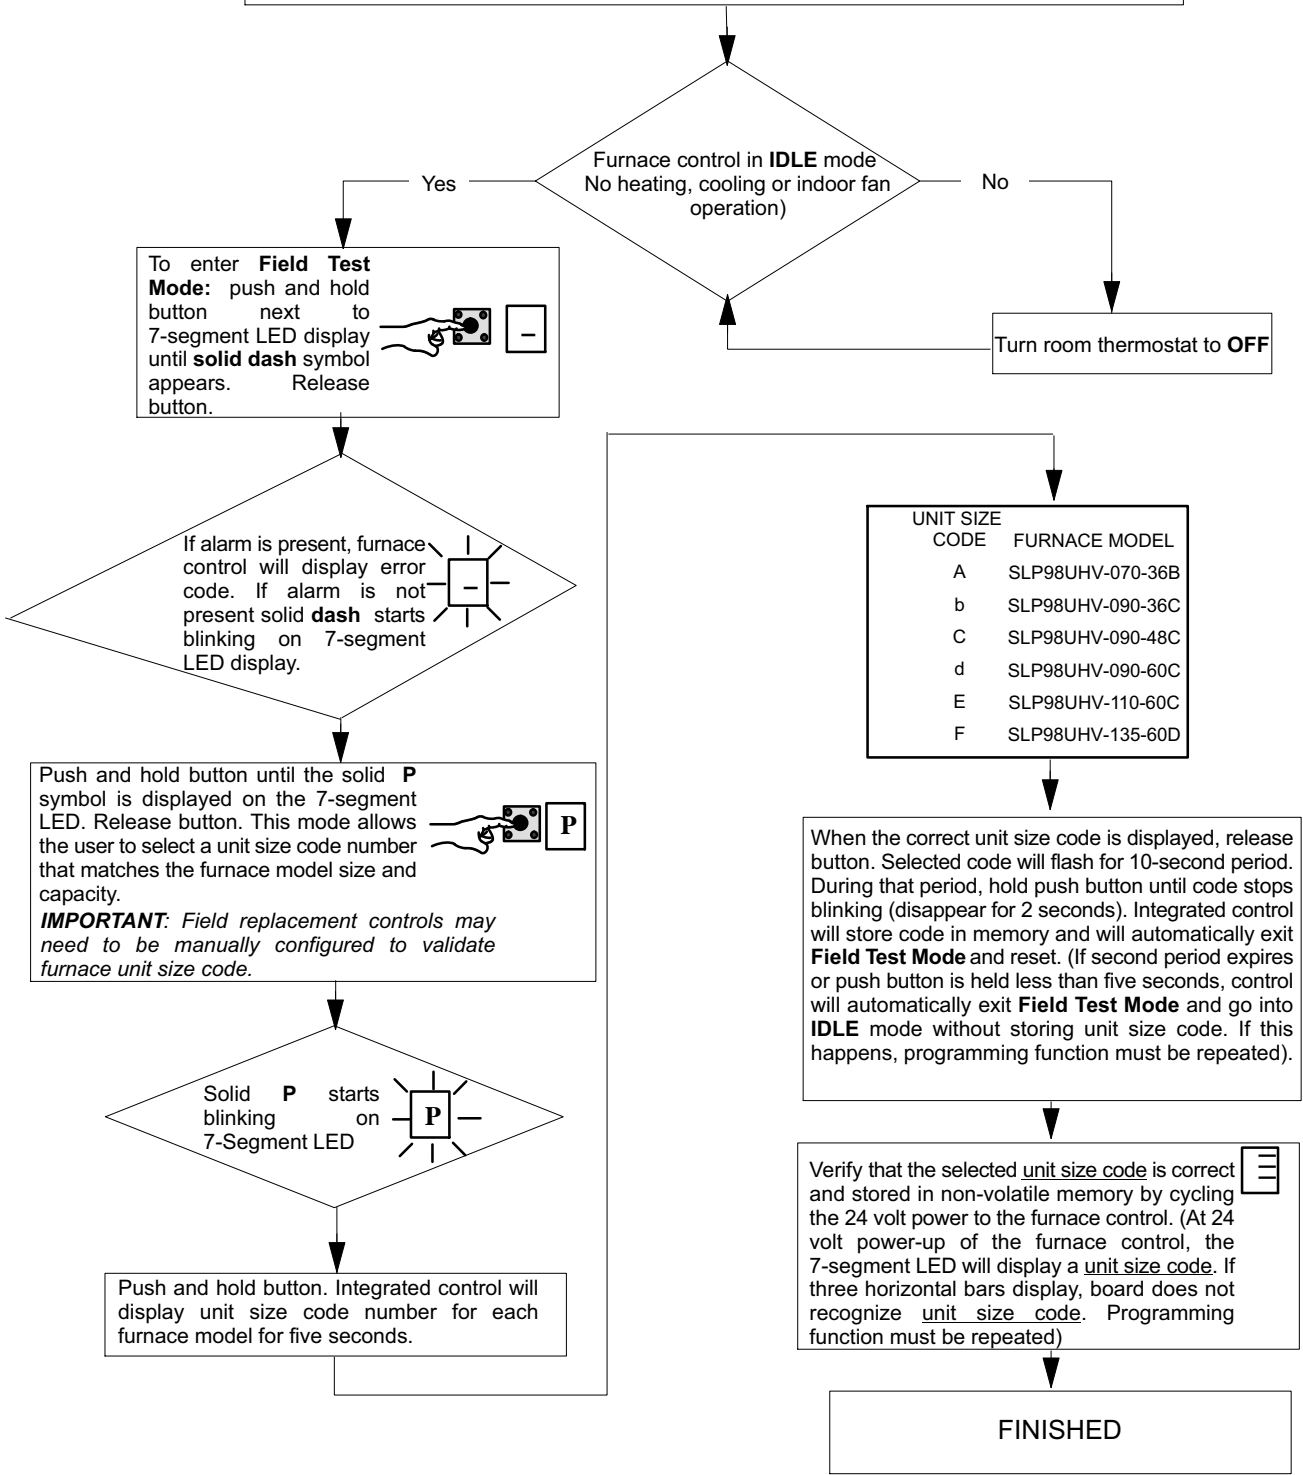 Furnace control in IDLE mode
No heating, cooling or indoor fan
operation)
Yes
No
To enter Field Test
Mode: push and hold
button next to
7-segment LED display
until solid dash symbol
appears. Release
button.
–
Turn room thermostat to OFF
If alarm is present, furnace
control will display error
code. If alarm is not
present solid dash starts
blinking on 7-segment
LED display.
–
Push and hold button until the solid P
symbol is displayed on the 7-segment
LED. Release button. This mode allows
the user to select a unit size code number
that matches the furnace model size and
capacity.
P
IMPORTANT: Field replacement controls may
need to be manually configured to validate
furnace unit size code.
Solid P starts
blinking on
7-Segment LED
P
Push and hold button. Integrated control will
display unit size code number for each
furnace model for five seconds.
UNIT SIZE
CODE FURNACE MODEL
A SLP98UHV-070-36B
b SLP98UHV-090-36C
C SLP98UHV-090-48C
d SLP98UHV-090-60C
E SLP98UHV-110-60C
F SLP98UHV-135-60D
When the correct unit size code is displayed, release
button. Selected code will flash for 10-second period.
During that period, hold push button until code stops
blinking (disappear for 2 seconds). Integrated control
will store code in memory and will automatically exit
Field Test Mode and reset. (If second period expires
or push button is held less than five seconds, control
will automatically exit Field Test Mode and go into
IDLE mode without storing unit size code. If this
happens, programming function must be repeated).
Verify that the selected unit size code is correct
and stored in non-volatile memory by cycling
the 24 volt power to the furnace control. (At 24
volt power-up of the furnace control, the
7-segment LED will display a unit size code. If
three horizontal bars display, board does not
recognize unit size code. Programming
function must be repeated)
FINISHED